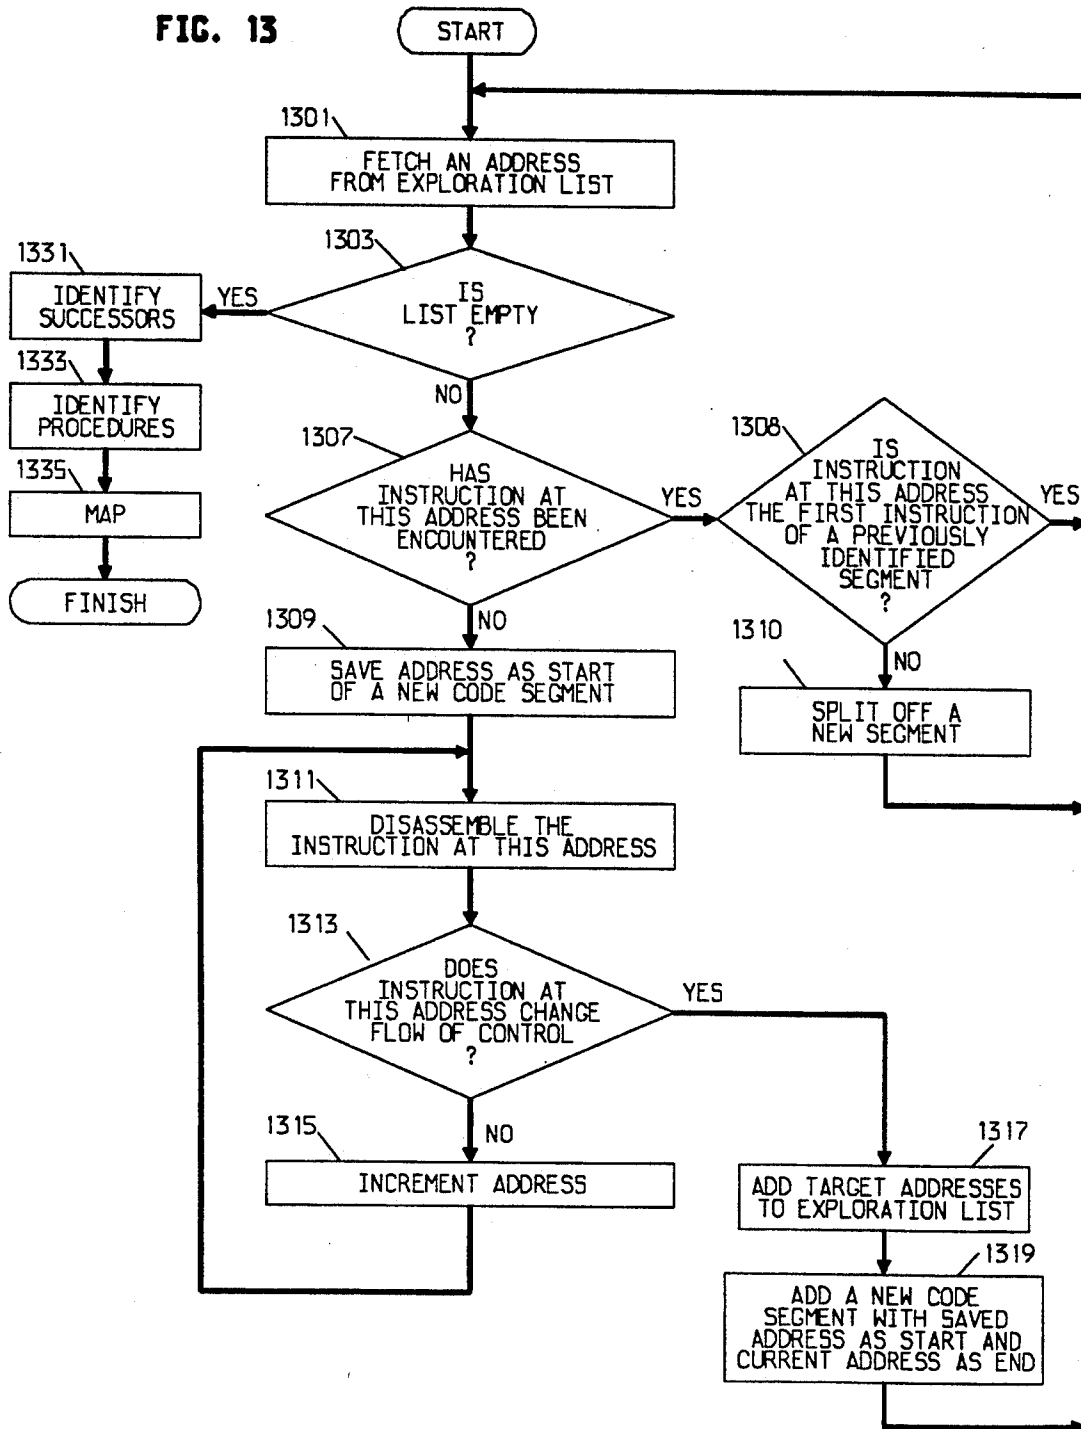 FIG. 13
START
1301
FETCH AN ADDRESS
FROM EXPLORATION LIST
1303
IS
LIST EMPTY
?
YES
NO
1331
IDENTIFY
SUCCESSORS
1333
IDENTIFY
PROCEDURES
1335
MAP
FINISH
1307
HAS
INSTRUCTION AT
THIS ADDRESS BEEN
ENCOUNTERED
?
YES
NO
1308
IS
INSTRUCTION
AT THIS ADDRESS
THE FIRST INSTRUCTION
OF A PREVIOUSLY
IDENTIFIED
SEGMENT
?
YES
NO
1310
SPLIT OFF A
NEW SEGMENT
1309
SAVE ADDRESS AS START
OF A NEW CODE SEGMENT
1311
DISASSEMBLE THE
INSTRUCTION AT THIS ADDRESS
1313
DOES
INSTRUCTION AT
THIS ADDRESS CHANGE
FLOW OF CONTROL
?
YES
NO
1315
INCREMENT ADDRESS
1317
ADD TARGET ADDRESSES
TO EXPLORATION LIST
1319
ADD A NEW CODE
SEGMENT WITH SAVED
ADDRESS AS START AND
CURRENT ADDRESS AS END